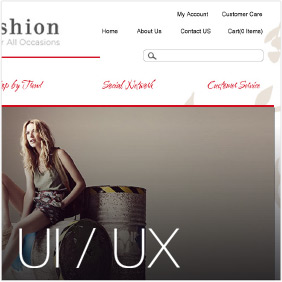 My Account Customer Care
shion
Home About Us Contact US Cart(0 Items)
r All Occasions
op by Trend Social Network Customer Service
UI / UX